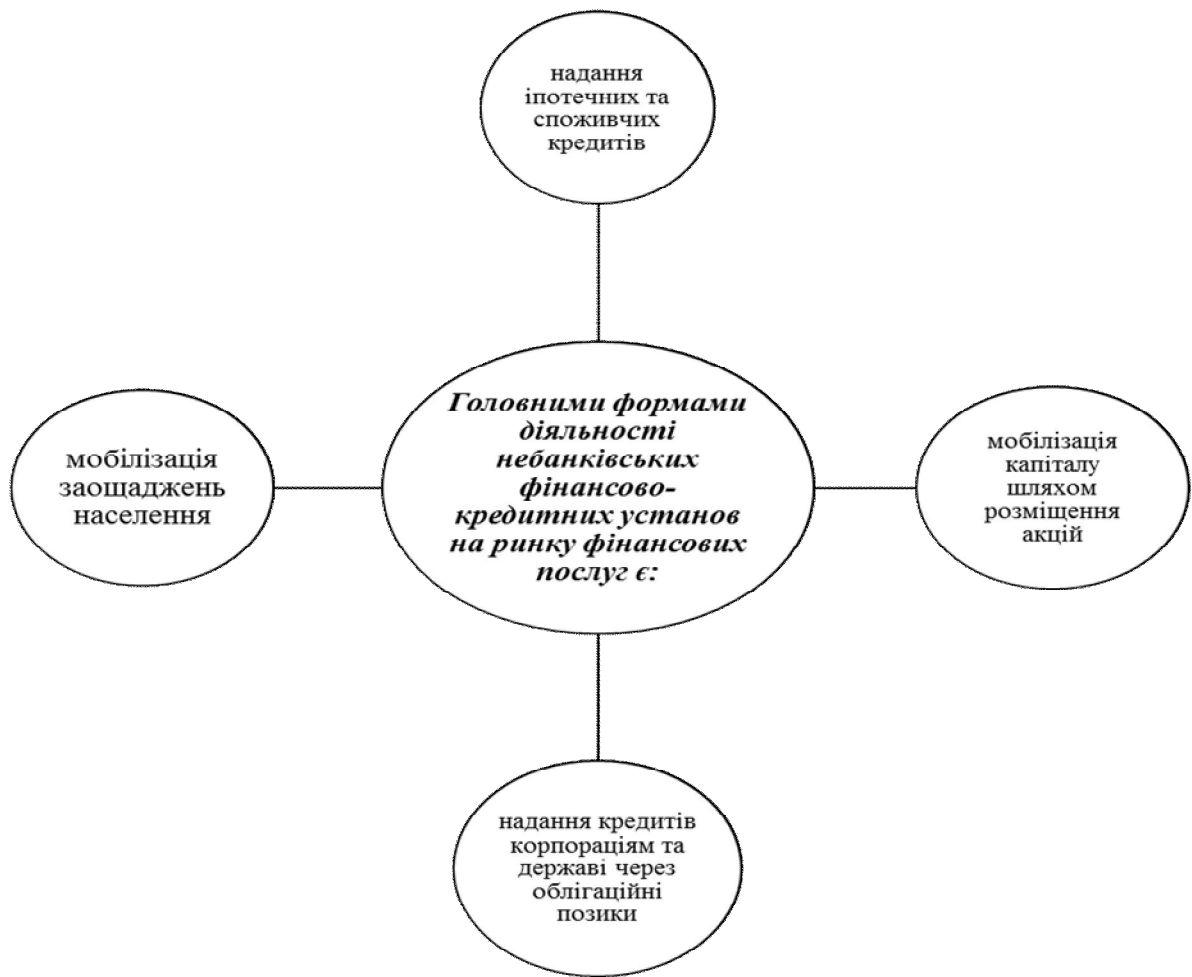 надання
іпотечних та
споживчих
кредитів
Головними формами
діяльності
небанківських
фінансово-
кредитних установ
на ринку фінансових
послуг є:
мобілізація
заощаджень
населення
мобілізація
капіталу
шляхом
розміщення
акцій
надання кредитів
корпораціям та
державі через
облігаційні
позики